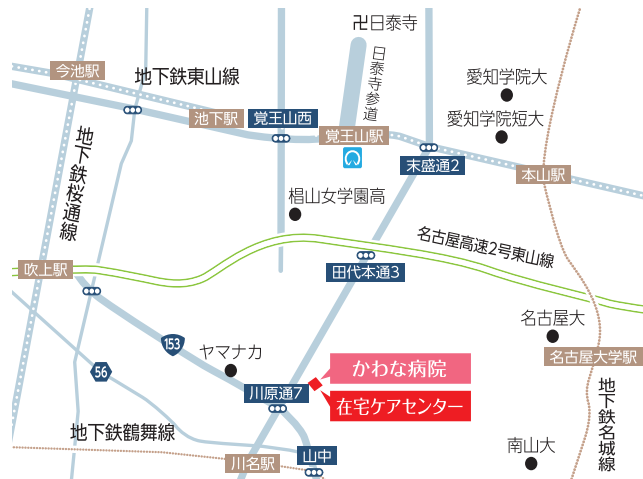 卍日泰寺
今池駅
地下鉄東山線
日泰寺参道
愛知学院大
池下駅
覚王山西
覚王山駅
愛知学院短大
末盛通2
本山駅
地下鉄桜通線
椙山女学園高
名古屋高速2号東山線
吹上駅
田代本通3
名古屋大
153
ヤマナカ
名古屋大学駅
かわな病院
56
川原通7
在宅ケアセンター
地下鉄名城線
地下鉄鶴舞線
南山大
川名駅
山中